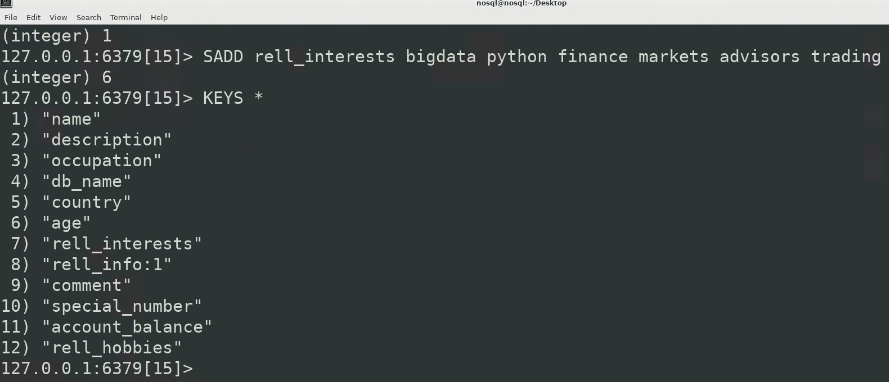 nosql@nosql:~/Desktop
File Edit View Search Terminal Help
(integer) 1
127.0.0.1:6379[15]> SADD rell_interests bigdata python finance markets advisors trading
(integer) 6
127.0.0.1:6379[15]> KEYS *
1) "name"
2) "description"
3) "occupation"
4) "db_name"
5) "country"
6) "age"
7) "rell_interests"
8) "rell_info:1"
9) "comment"
10) "special_number"
11) "account_balance"
12) "rell_hobbies"
127.0.0.1:6379[15]>